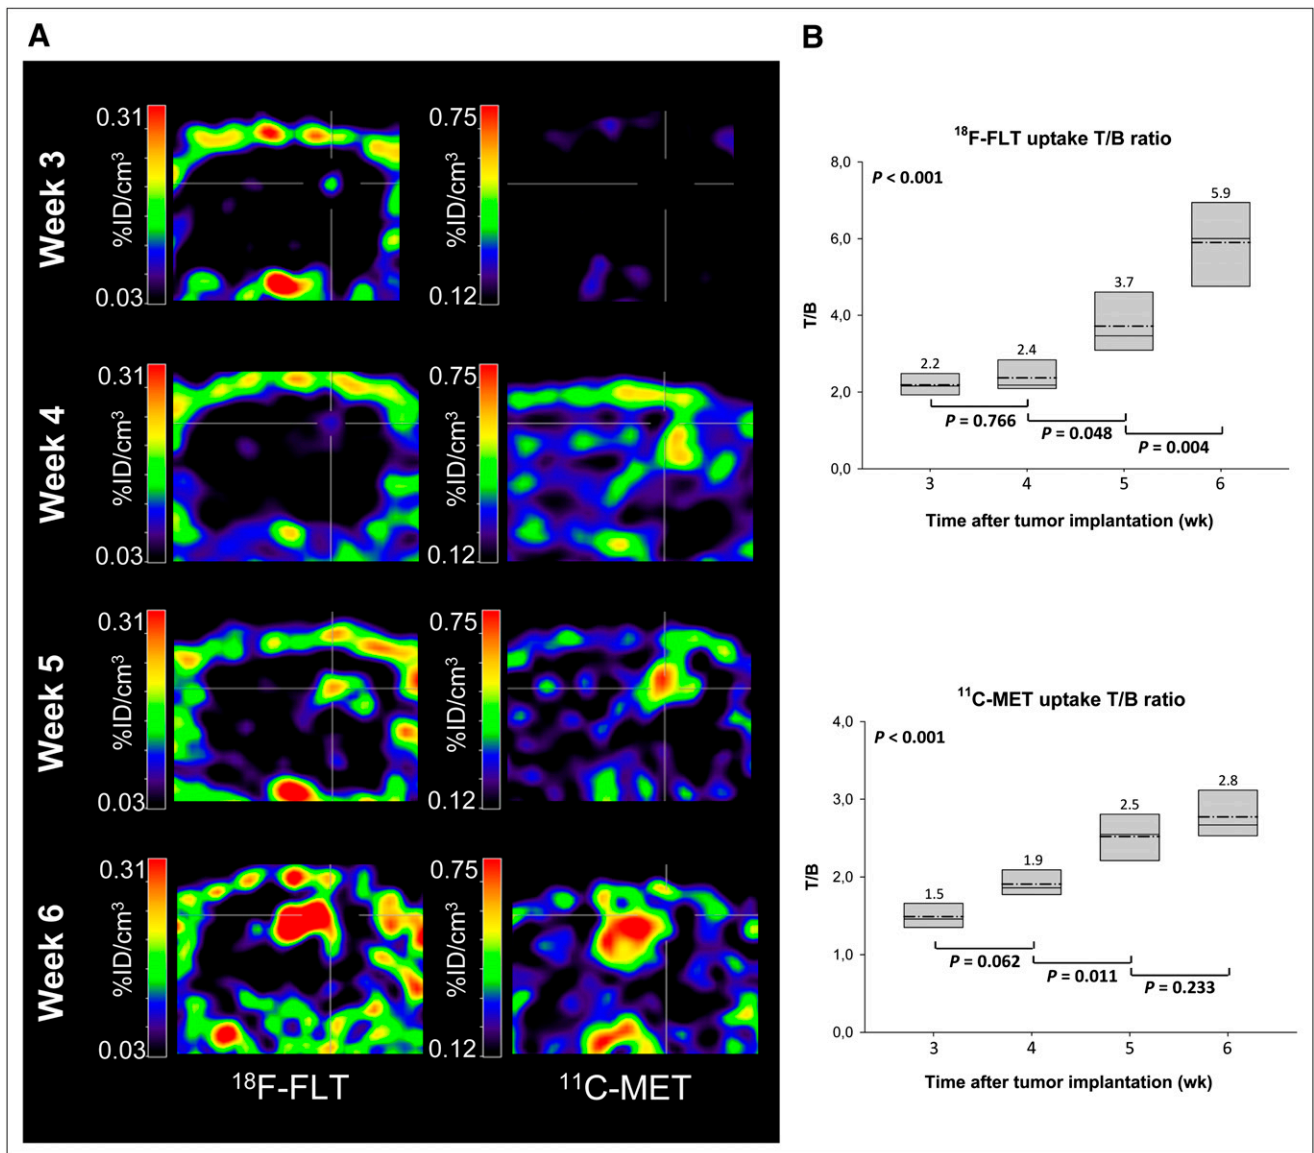 A
Week 3
0.31
%ID/cm³
0.03
0.75
%ID/cm³
0.12
Week 4
0.31
%ID/cm³
0.03
0.75
%ID/cm³
0.12
Week 5
0.31
%ID/cm³
0.03
0.75
%ID/cm³
0.12
Week 6
0.31
%ID/cm³
0.03
0.75
%ID/cm³
0.12
¹⁸F-FLT
¹¹C-MET
B
¹⁸F-FLT uptake T/B ratio
P < 0.001
T/B
8,0
6,0
4,0
2,0
0,0
2.2
2.4
3.7
5.9
P = 0.766
P = 0.048
P = 0.004
3
4
5
6
Time after tumor implantation (wk)
¹¹C-MET uptake T/B ratio
P < 0.001
T/B
4,0
3,0
2,0
1,0
0,0
1.5
1.9
2.5
2.8
P = 0.062
P = 0.011
P = 0.233
3
4
5
6
Time after tumor implantation (wk)